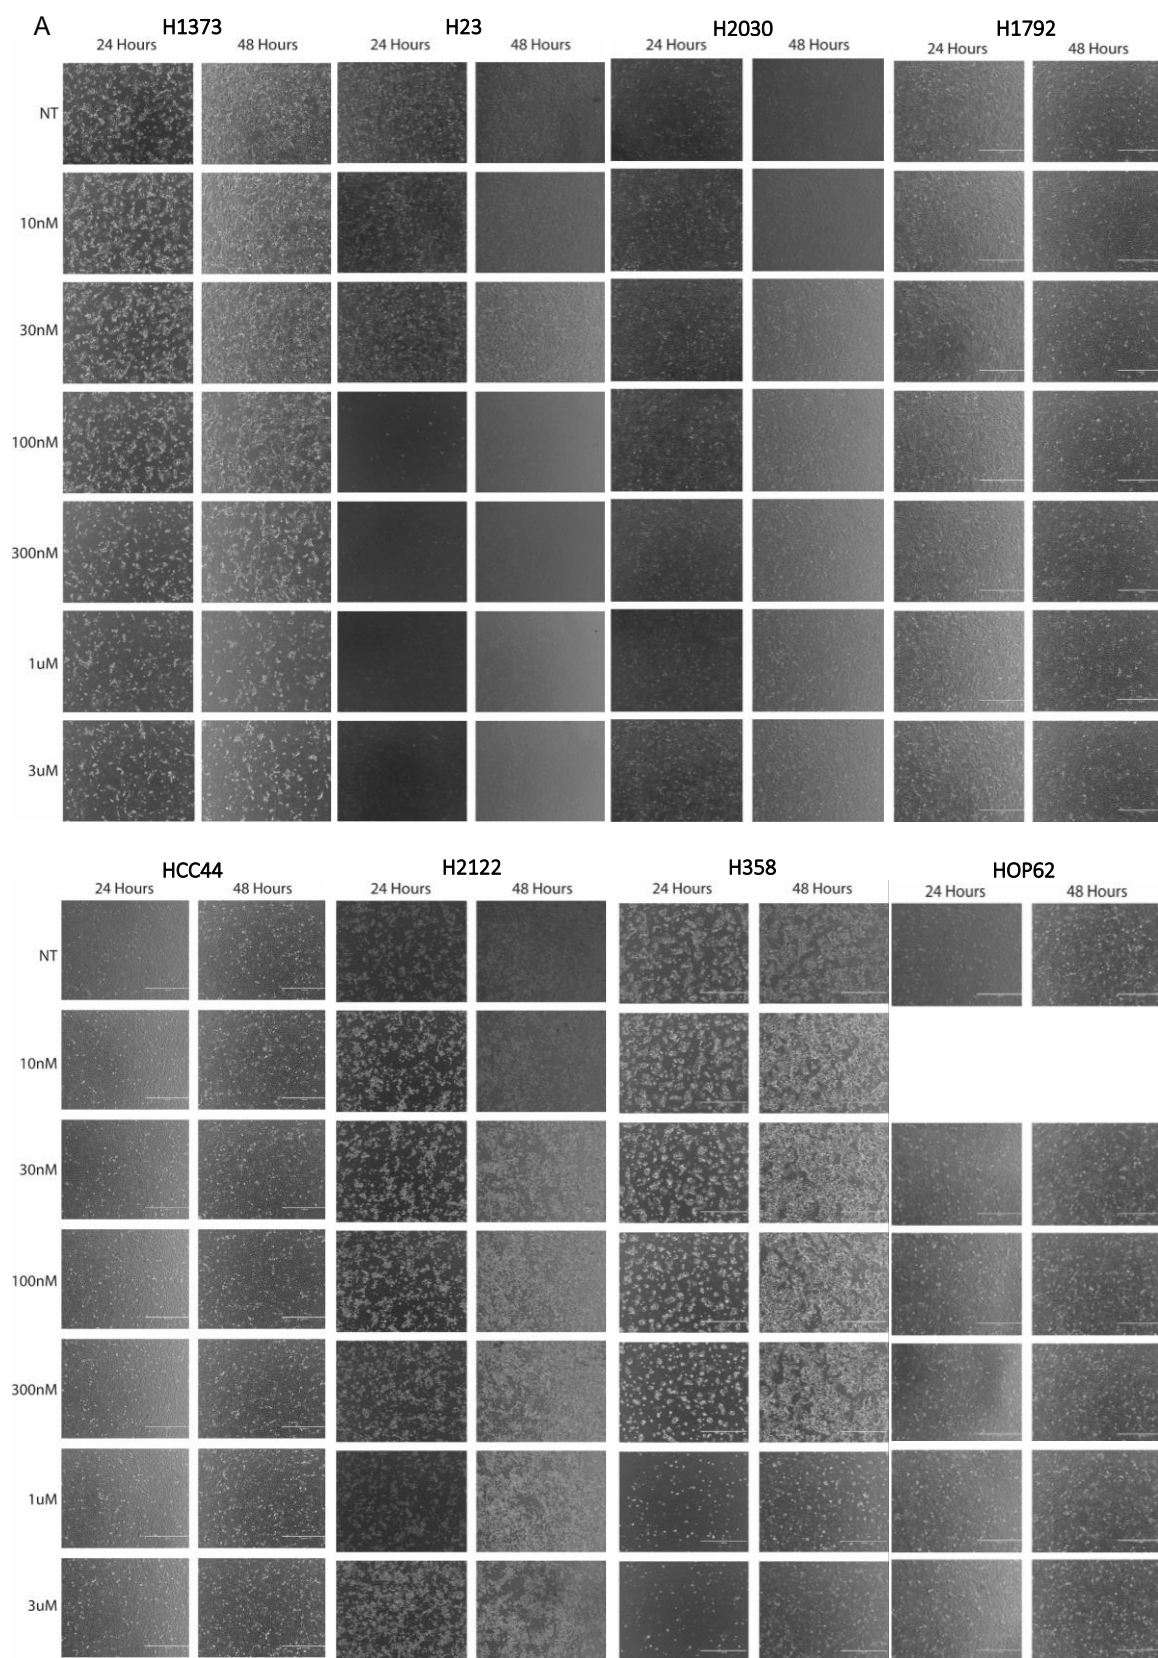 A
H1373 H23 H2030 H1792
24 Hours 48 Hours 24 Hours 48 Hours 24 Hours 48 Hours 24 Hours 48 Hours
NT
10nM
30nM
100nM
300nM
1uM
3uM
HCC44 H2122 H358 HOP62
24 Hours 48 Hours 24 Hours 48 Hours 24 Hours 48 Hours 24 Hours 48 Hours
NT
10nM
30nM
100nM
300nM
1uM
3uM